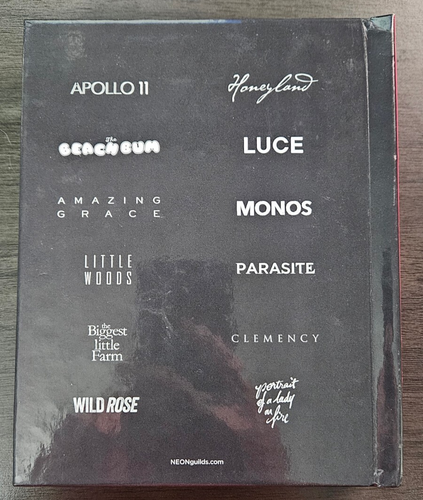 APOLLO 11
The
BEACH BUM
AMAZING
GRACE
LITTLE
WOODS
the
Biggest
little
Farm
WILD ROSE
Honeyland
LUCE
MONOS
PARASITE
CLEMENCY
portrait
of a lady
on
fire
NEONguilds.com